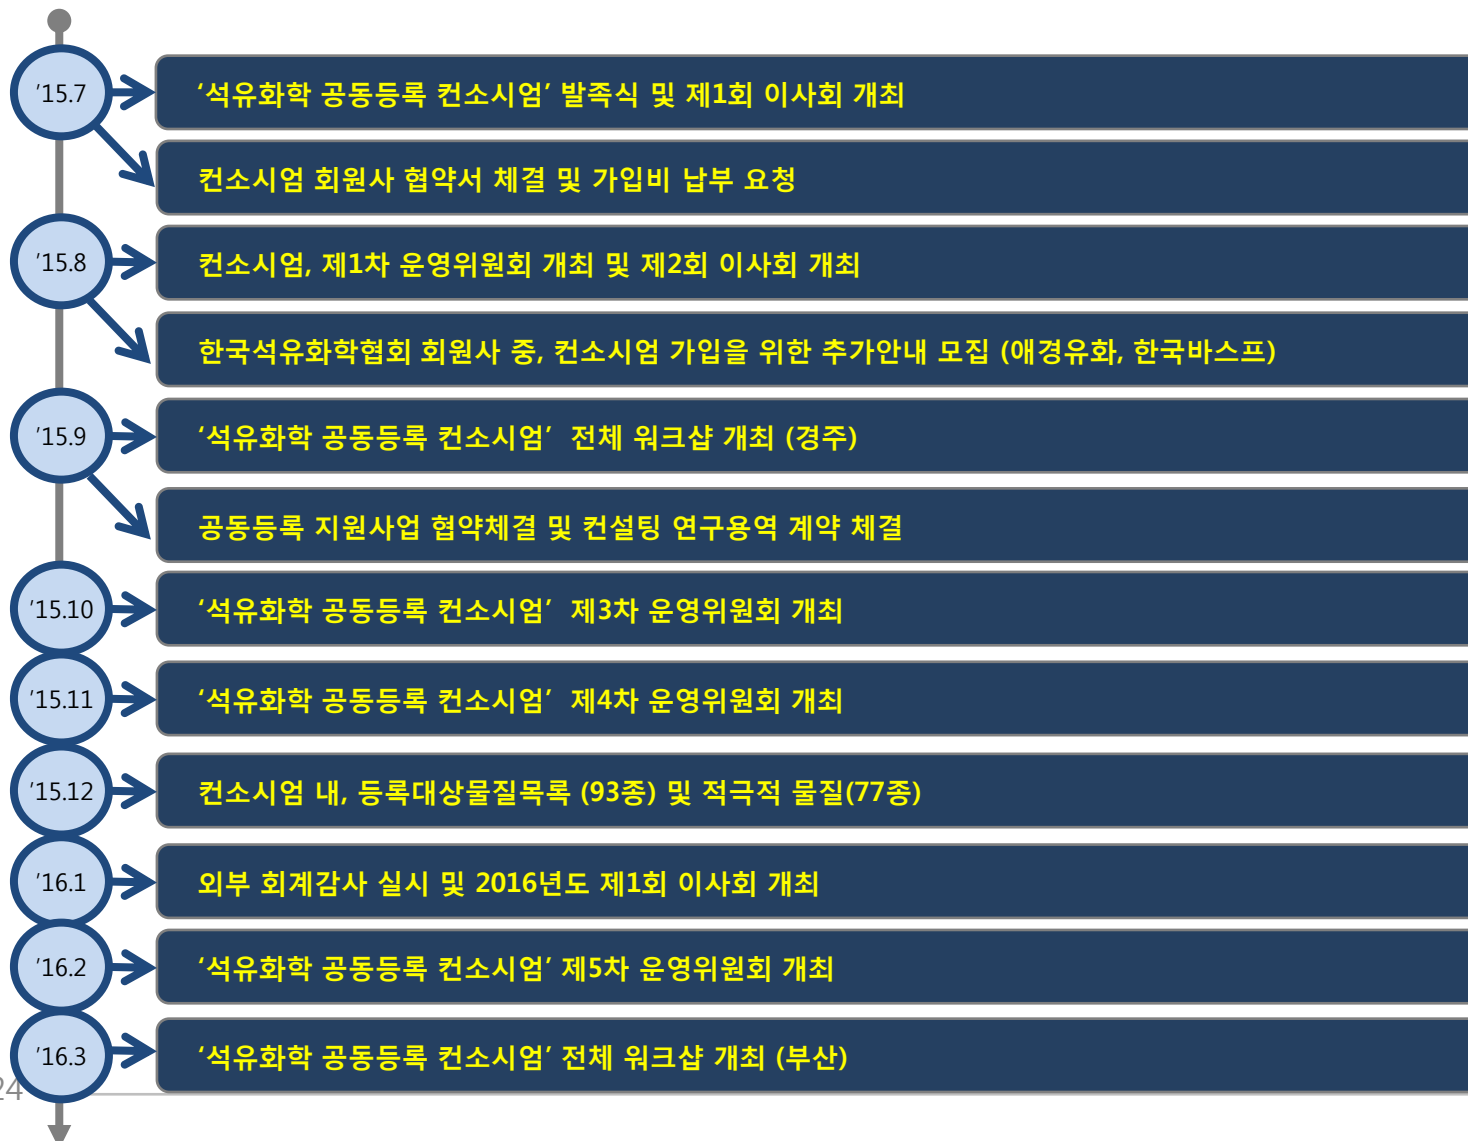 '15.7
‘석유화학 공동등록 컨소시엄’ 발족식 및 제1회 이사회 개최
컨소시엄 회원사 협약서 체결 및 가입비 납부 요청
'15.8
컨소시엄, 제1차 운영위원회 개최 및 제2회 이사회 개최
한국석유화학협회 회원사 중, 컨소시엄 가입을 위한 추가안내 모집 (애경유화, 한국바스프)
'15.9
‘석유화학 공동등록 컨소시엄’ 전체 워크샵 개최 (경주)
공동등록 지원사업 협약체결 및 컨설팅 연구용역 계약 체결
'15.10
‘석유화학 공동등록 컨소시엄’ 제3차 운영위원회 개최
'15.11
‘석유화학 공동등록 컨소시엄’ 제4차 운영위원회 개최
'15.12
컨소시엄 내, 등록대상물질목록 (93종) 및 적극적 물질(77종)
'16.1
외부 회계감사 실시 및 2016년도 제1회 이사회 개최
'16.2
‘석유화학 공동등록 컨소시엄’ 제5차 운영위원회 개최
'16.3
‘석유화학 공동등록 컨소시엄’ 전체 워크샵 개최 (부산)
24